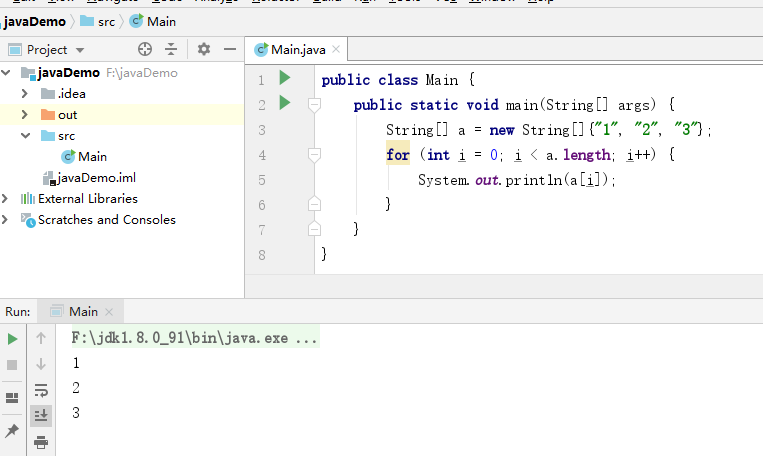 javaDemo src Main
Project
Main.java
javaDemo F:\javaDemo
.idea
out
src
Main
javaDemo.iml
External Libraries
Scratches and Consoles
1 public class Main {
2 public static void main(String[] args) {
3 String[] a = new String[]{"1", "2", "3"};
4 for (int i = 0; i < a.length; i++) {
5 System.out.println(a[i]);
6 }
7 }
8 }
Run: Main
F:\jdk1.8.0_91\bin\java.exe ...
1
2
3